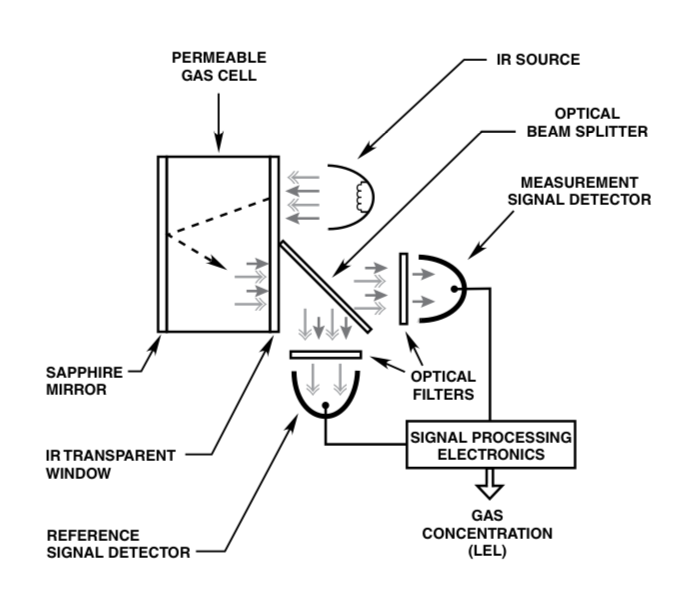 PERMEABLE
GAS CELL
IR SOURCE
OPTICAL
BEAM SPLITTER
MEASUREMENT
SIGNAL DETECTOR
SAPPHIRE
MIRROR
OPTICAL
FILTERS
IR TRANSPARENT
WINDOW
SIGNAL PROCESSING
ELECTRONICS
REFERENCE
SIGNAL DETECTOR
GAS
CONCENTRATION
(LEL)